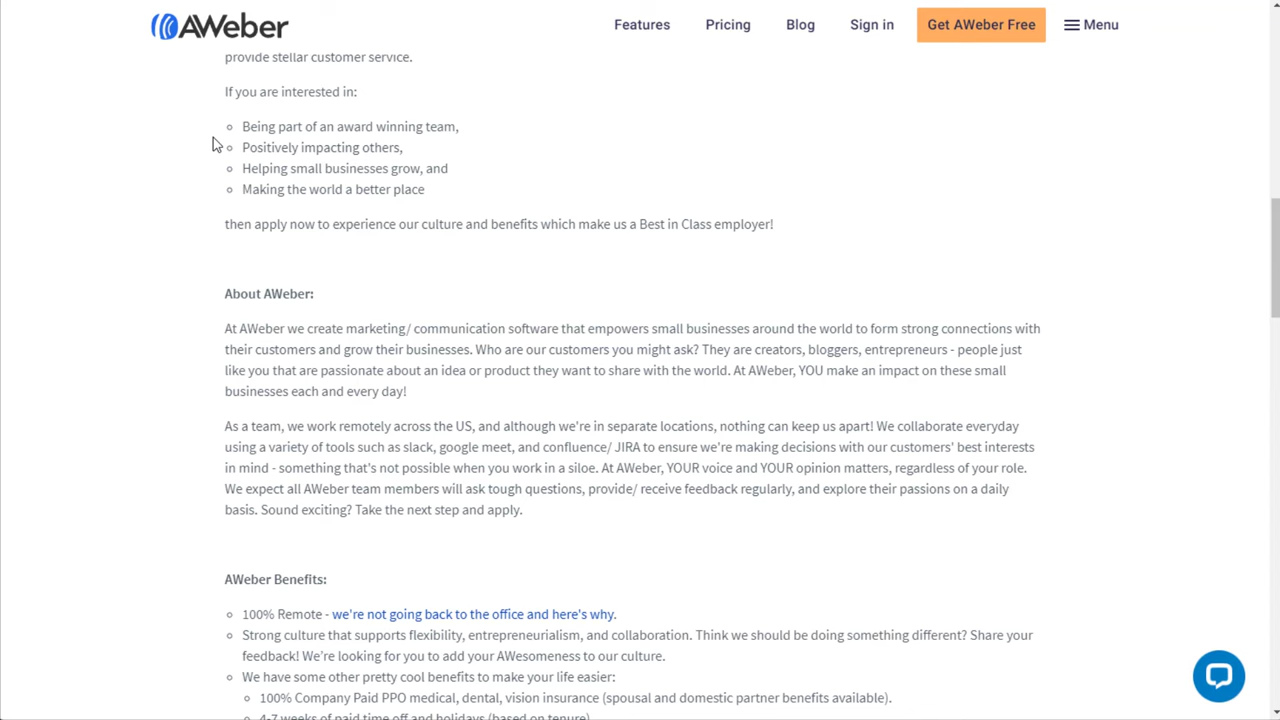 AWeber
Features
Pricing
Blog
Sign in
Get AWeber Free
Menu
provide stellar customer service.
If you are interested in:
Being part of an award winning team,
Positively impacting others,
Helping small businesses grow, and
Making the world a better place
then apply now to experience our culture and benefits which make us a Best in Class employer!
About AWeber:
At AWeber we create marketing/ communication software that empowers small businesses around the world to form strong connections with
their customers and grow their businesses. Who are our customers you might ask? They are creators, bloggers, entrepreneurs - people just
like you that are passionate about an idea or product they want to share with the world. At AWeber, YOU make an impact on these small
businesses each and every day!
As a team, we work remotely across the US, and although we're in separate locations, nothing can keep us apart! We collaborate everyday
using a variety of tools such as slack, google meet, and confluence/ JIRA to ensure we're making decisions with our customers' best interests
in mind - something that's not possible when you work in a siloe. At AWeber, YOUR voice and YOUR opinion matters, regardless of your role.
We expect all AWeber team members will ask tough questions, provide/ receive feedback regularly, and explore their passions on a daily
basis. Sound exciting? Take the next step and apply.
AWeber Benefits:
100% Remote - we're not going back to the office and here's why.
Strong culture that supports flexibility, entrepreneurialism, and collaboration. Think we should be doing something different? Share your
feedback! We're looking for you to add your AWesomeness to our culture.
We have some other pretty cool benefits to make your life easier:
100% Company Paid PPO medical, dental, vision insurance (spousal and domestic partner benefits available).
4-7 weeks of paid time off and holidays (based on tenure)